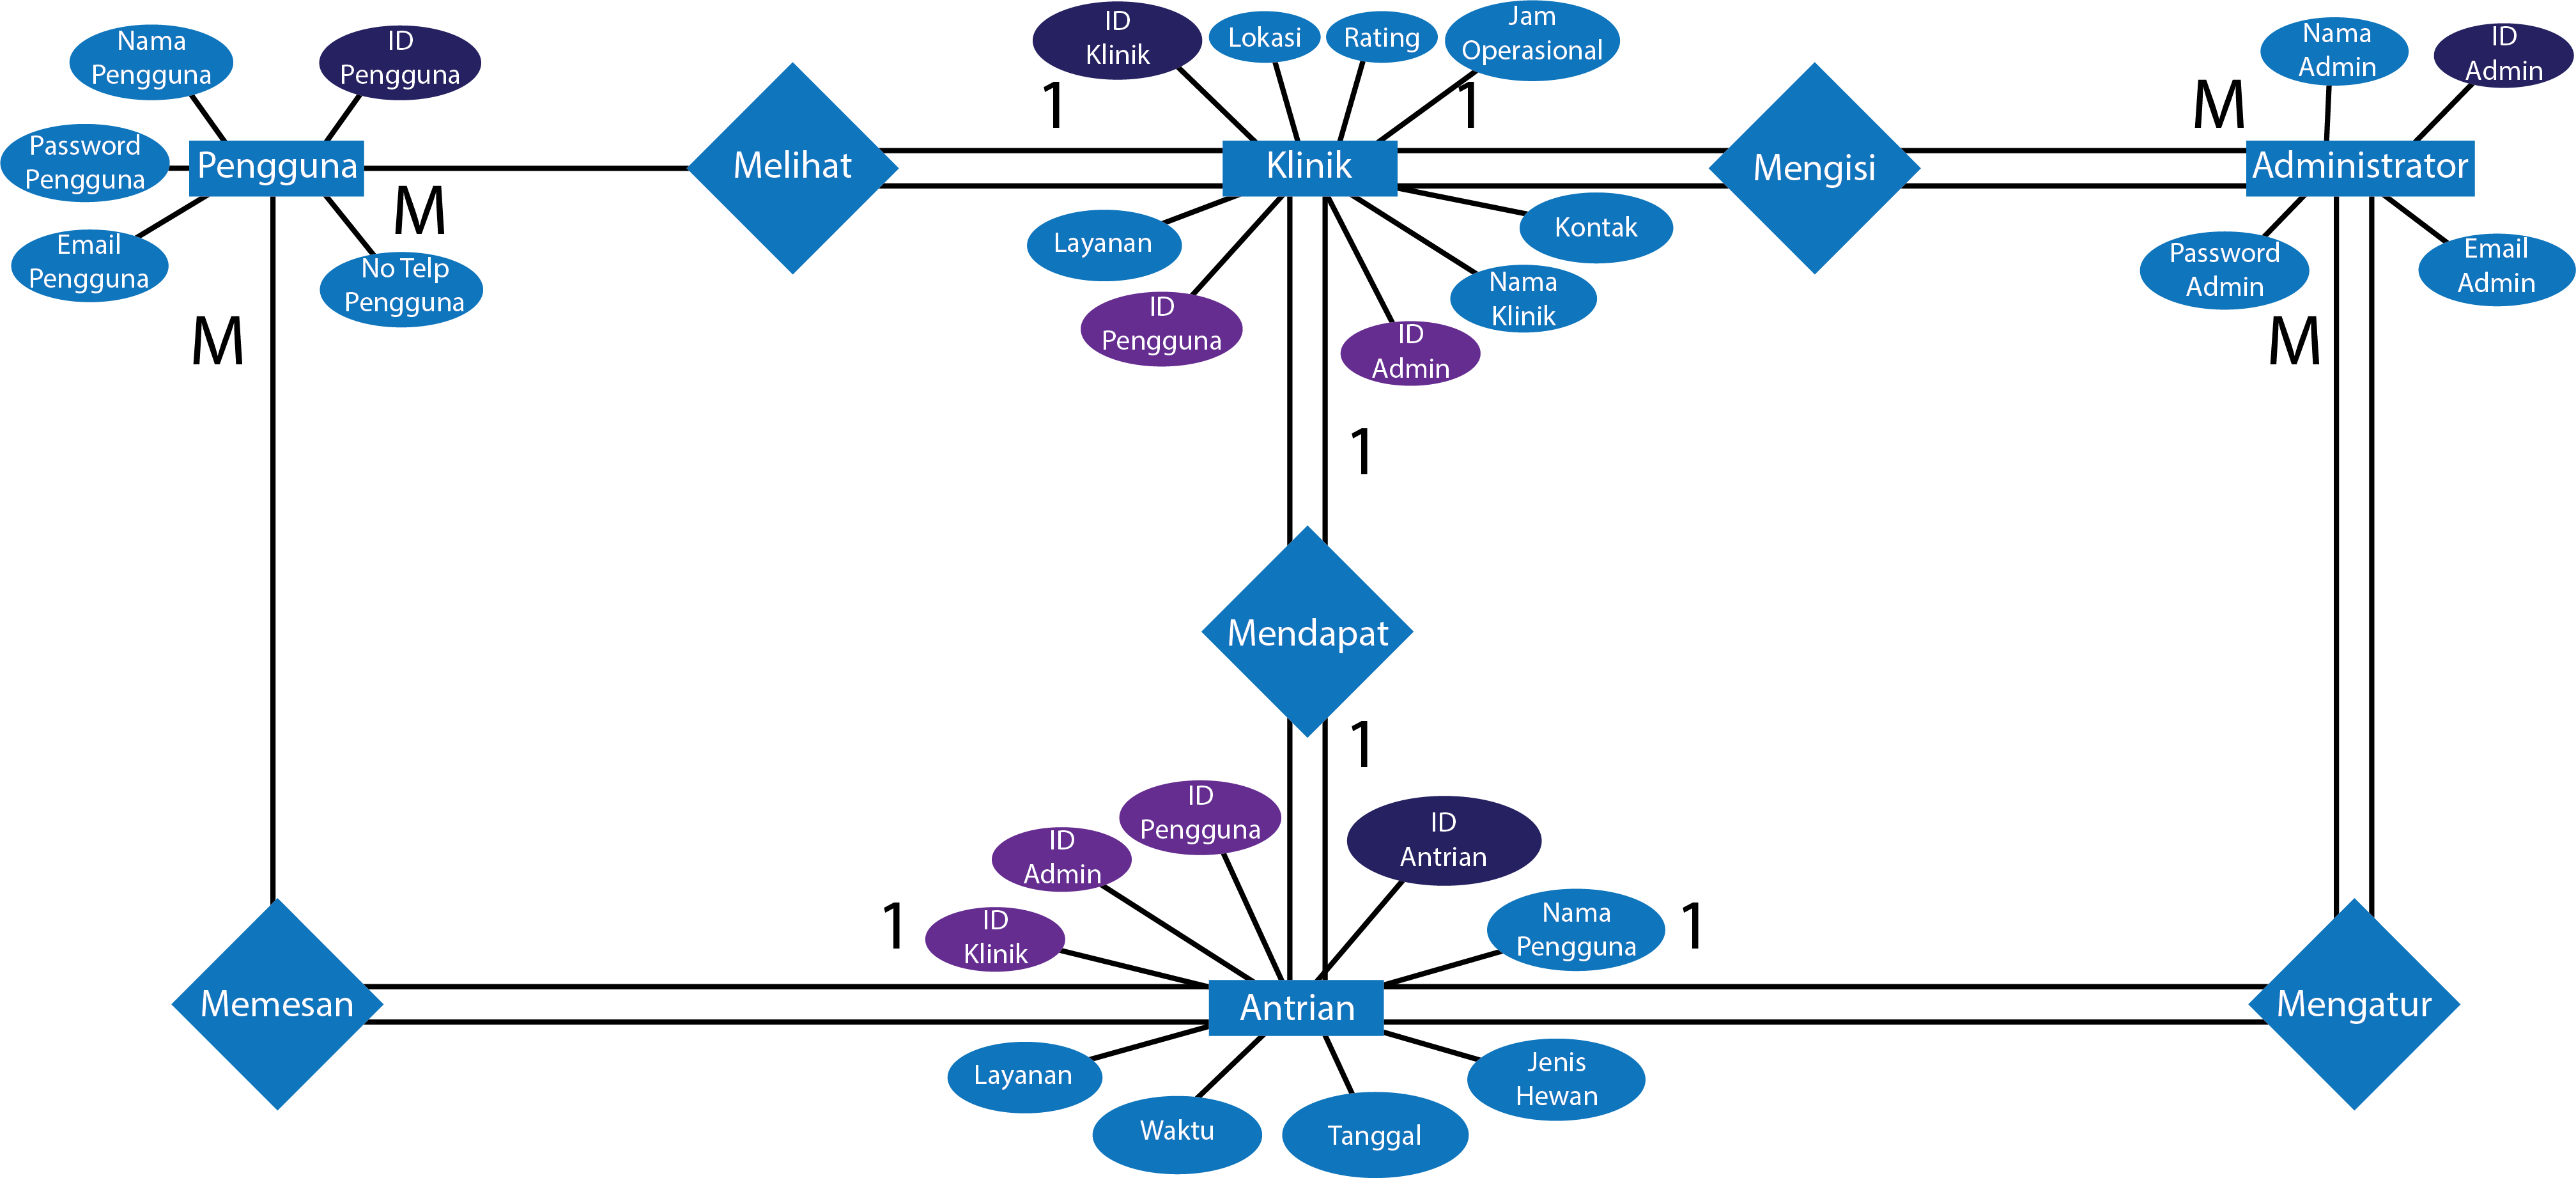 Nama
Pengguna
ID
Pengguna
Password
Pengguna
Pengguna
Email
Pengguna
No Telp
Pengguna
M
M
Melihat
1
ID
Klinik
Lokasi
Rating
Jam
Operasional
1
Klinik
Layanan
Kontak
ID
Pengguna
Nama
Klinik
ID
Admin
Mengisi
M
Nama
Admin
ID
Admin
Administrator
Password
Admin
Email
Admin
M
1
Mendapat
1
ID
Pengguna
ID
Admin
ID
Antrian
1
ID
Klinik
Nama
Pengguna
1
Memesan
Antrian
Mengatur
Layanan
Jenis
Hewan
Waktu
Tanggal